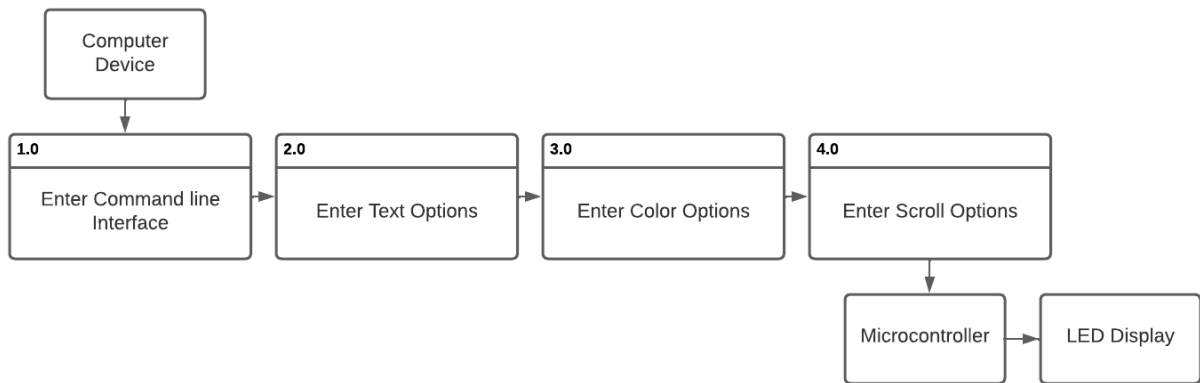 Computer
Device
1.0
Enter Command line
Interface
2.0
Enter Text Options
3.0
Enter Color Options
4.0
Enter Scroll Options
Microcontroller
LED Display